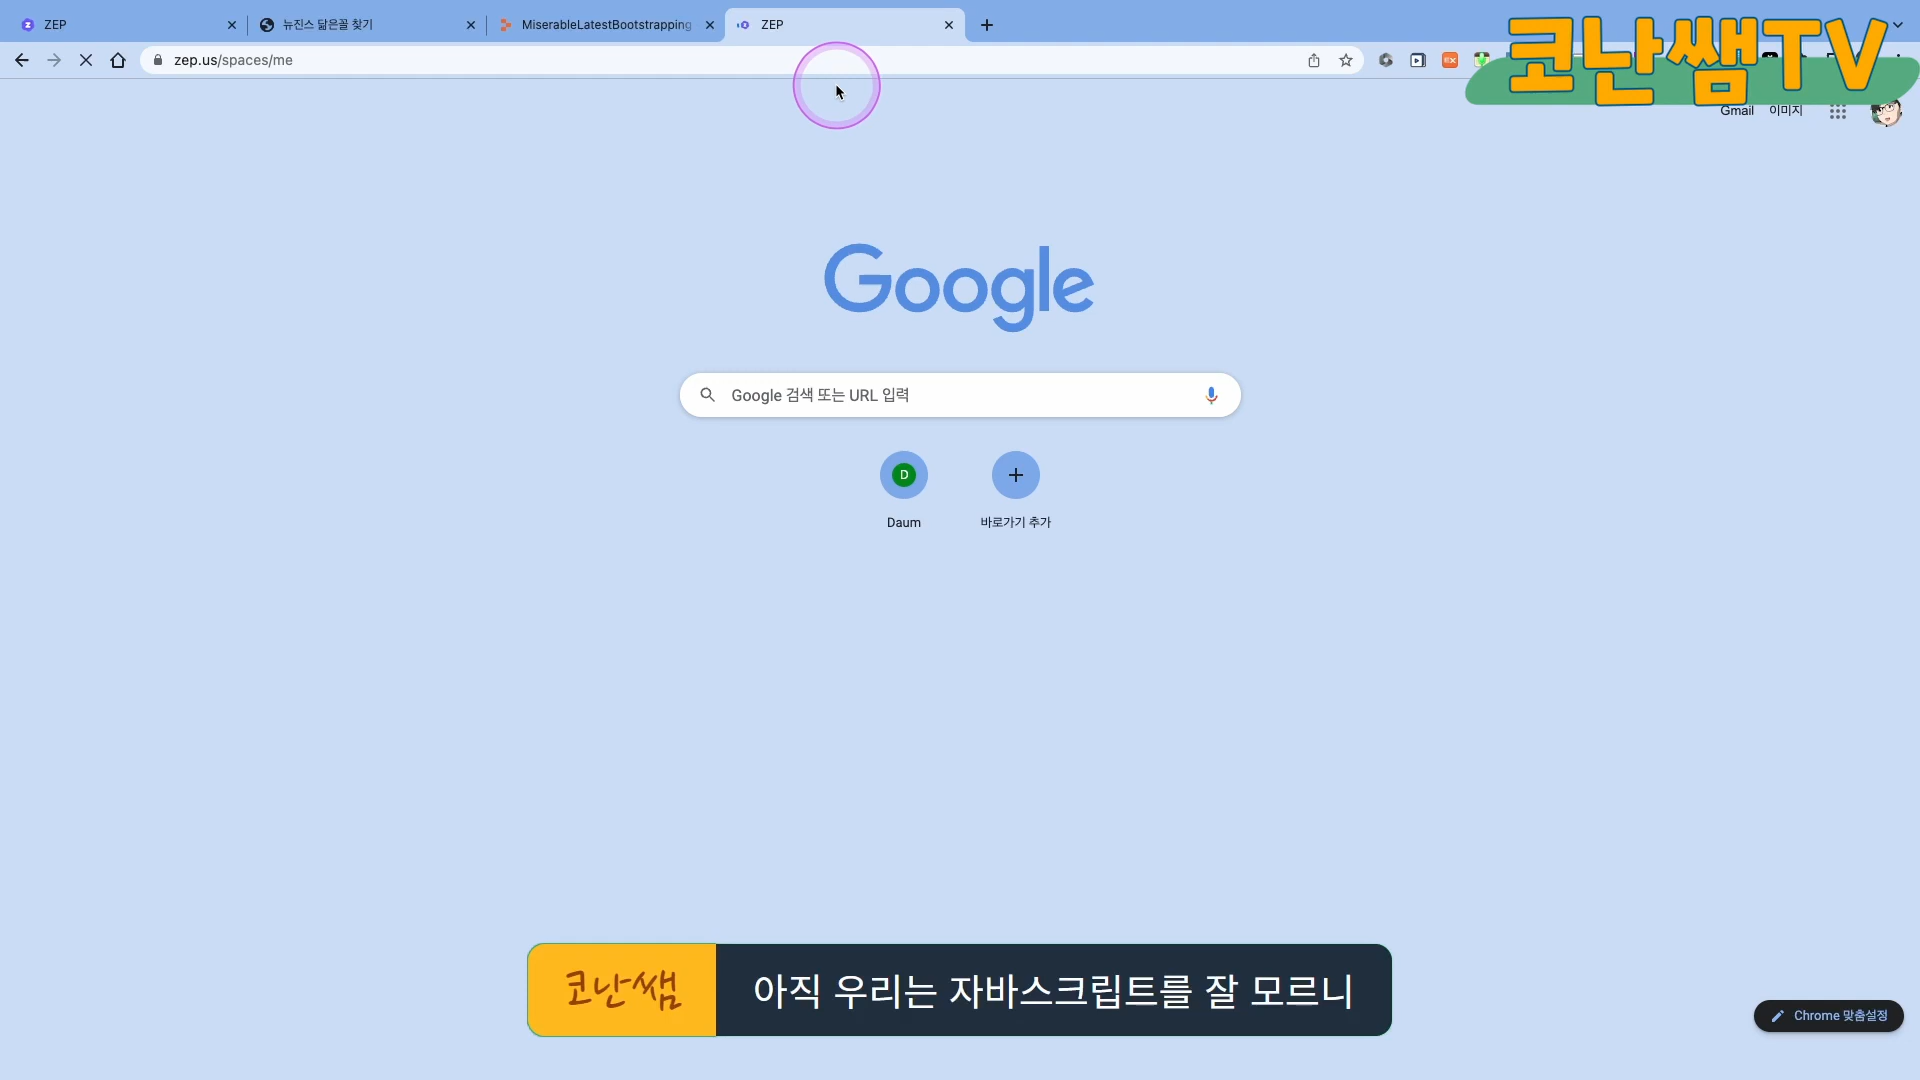 ZEP
뉴진스 닮은꼴 찾기
MiserableLatestBootstrapping
ZEP
zep.us/spaces/me
코난쌤TV
Gmail 이미지
Google
Google 검색 또는 URL 입력
D
Daum
바로가기 추가
코난쌤 아직 우리는 자바스크립트를 잘 모르니
Chrome 맞춤설정